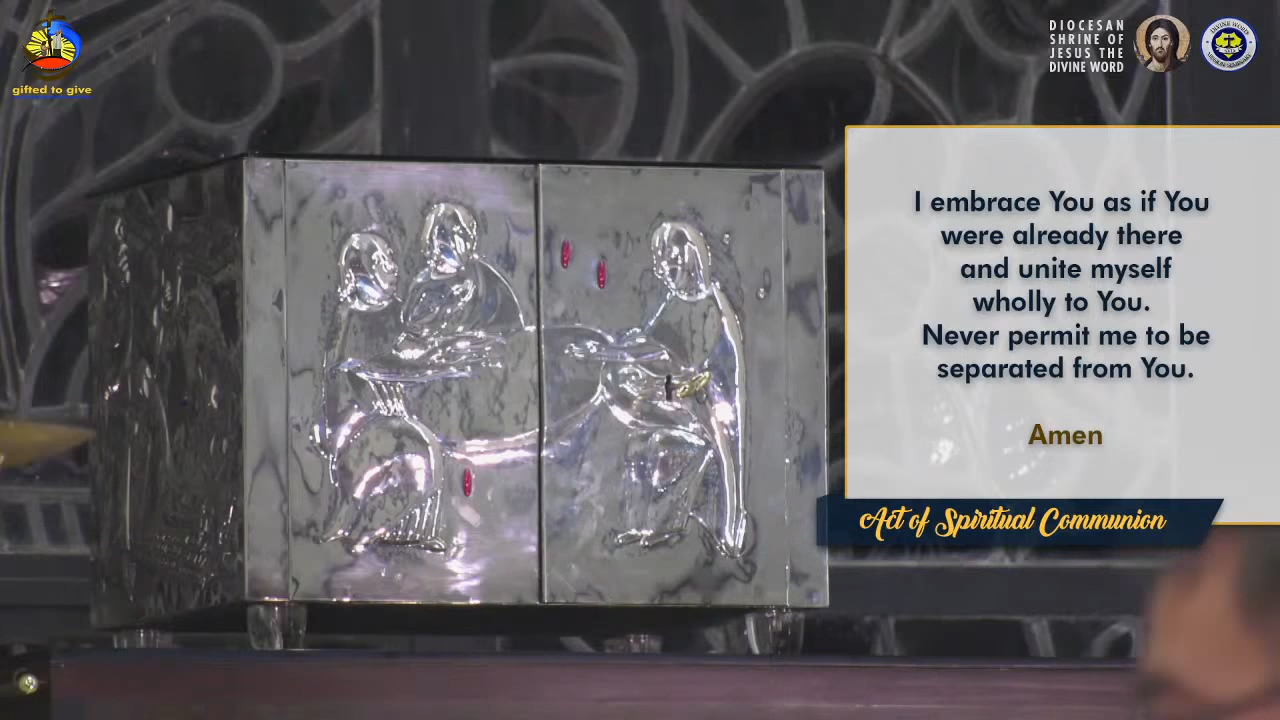 gifted to give
DIOCESAN
SHRINE OF
JESUS THE
DIVINE WORD
I embrace You as if You
were already there
and unite myself
wholly to You.
Never permit me to be
separated from You.
Amen
Act of Spiritual Communion